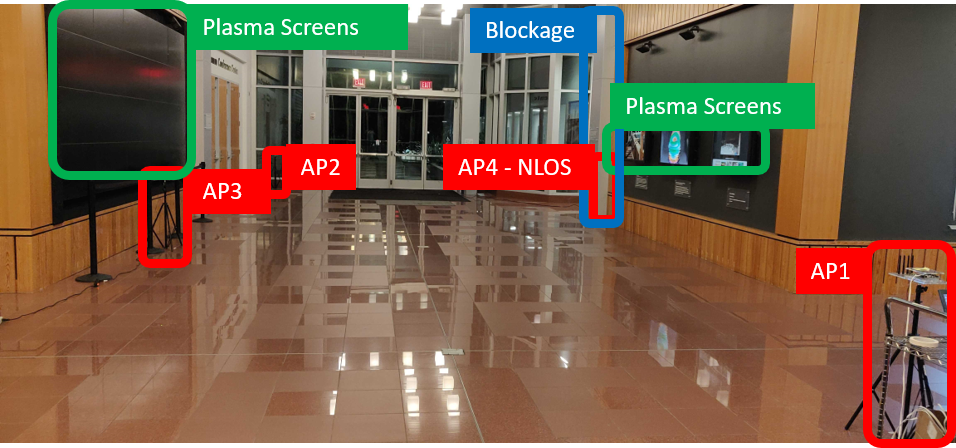 Plasma Screens
Blockage
Plasma Screens
AP3
AP2
AP4 - NLOS
AP1
EXIT
EXIT